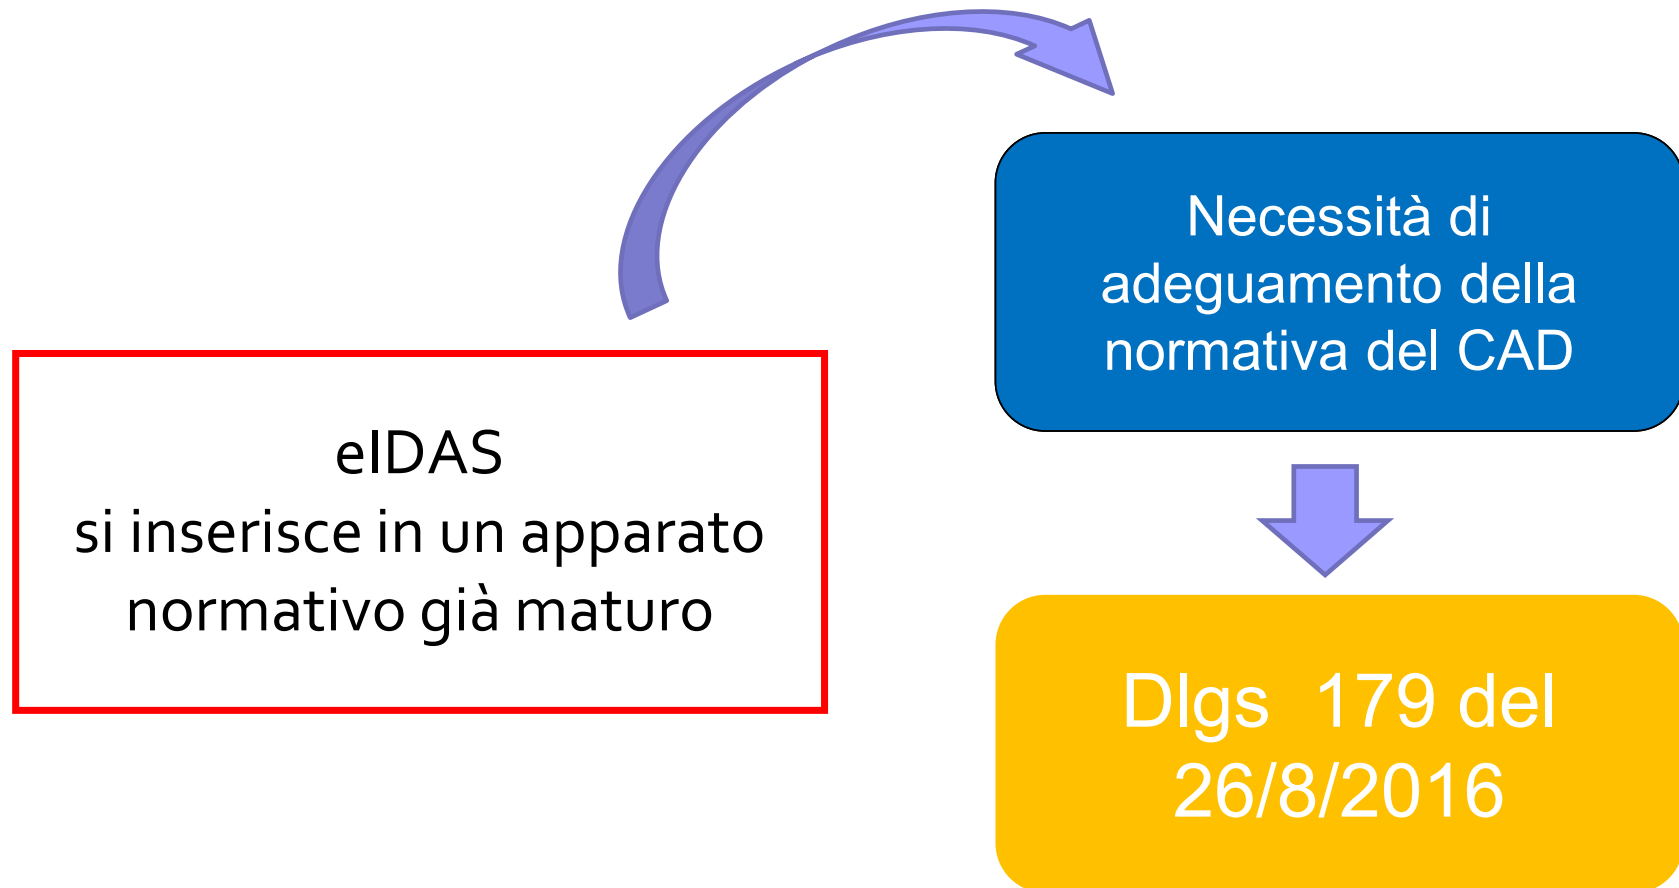 eIDAS
si inserisce in un apparato
normativo già maturo
Necessità di
adeguamento della
normativa del CAD
Dlgs 179 del
26/8/2016